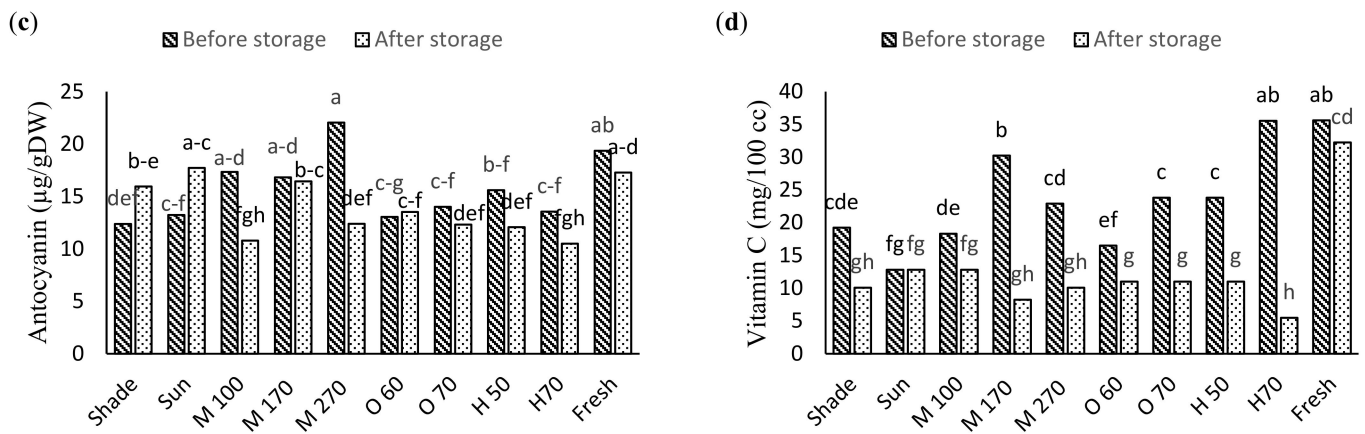 (c)
Before storage After storage
Antocyanin (µg/gDW)
25
20
15
10
5
0
def b-e c-f a-c a-d fgh a-d b-c a def c-g c-f c-f def b-f def c-f fgh ab a-d
Shade Sun M 100 M 170 M 270 O 60 O 70 H 50 H70 Fresh
(d)
Before storage After storage
Vitamin C (mg/100 cc)
40
35
30
25
20
15
10
5
0
cde gh fg fg de fg b gh cd gh ef g c g c g ab h ab cd
Shade Sun M 100 M 170 M 270 O 60 O 70 H 50 H70 Fresh